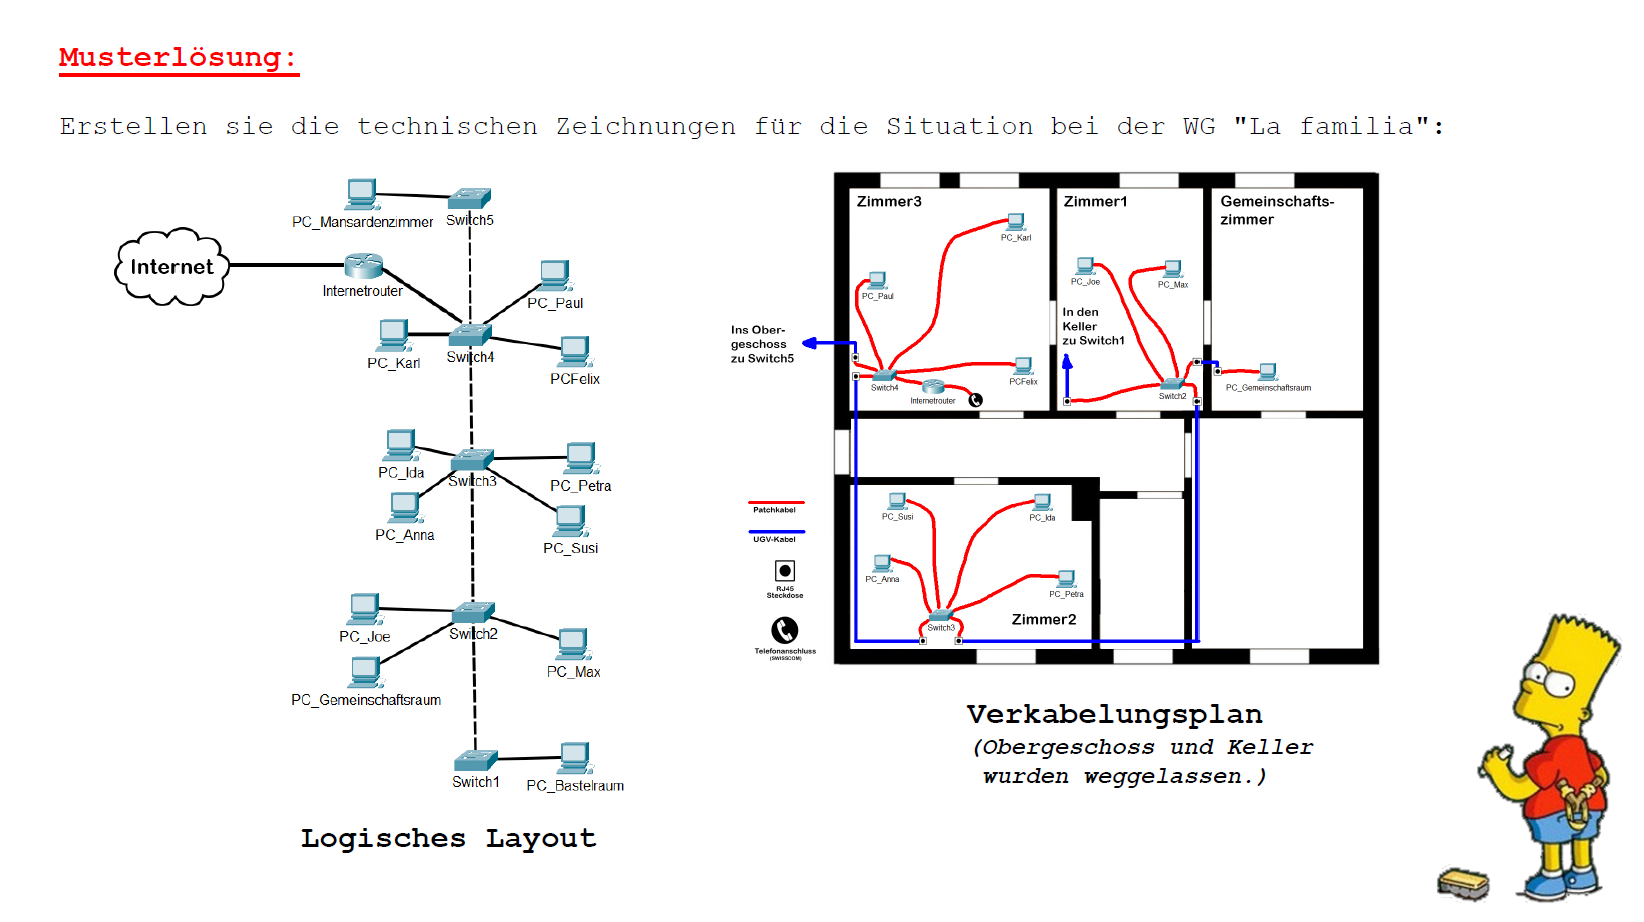 Musterlösung:
Erstellen sie die technischen Zeichnungen für die Situation bei der WG "La familia":
PC_Mansardenzimmer
Switch5
Internet
Internetrouter
PC_Paul
PC_Karl
Switch4
PCFelix
PC_Ida
Switch3
PC_Petra
PC_Anna
PC_Susi
PC_Joe
Switch2
PC_Max
PC_Gemeinschaftsraum
Switch1
PC_Bastelraum
Logisches Layout
Zimmer3
Zimmer1
Gemeinschafts-
zimmer
PC_Karl
PC_Paul
PC_Joe
PC_Max
In den
Keller
zu Switch1
Ins Ober-
geschoss
zu Switch5
Switch4
Internetrouter
PCFelix
Switch2
PC_Gemeinschaftsraum
Patchkabel
UGV-Kabel
RJ45
Steckdose
Telefonanschluss
(SWISSCOM)
PC_Susi
PC_Ida
PC_Anna
PC_Petra
Switch3
Zimmer2
Verkabelungsplan
(Obergeschoss und Keller
wurden weggelassen.)